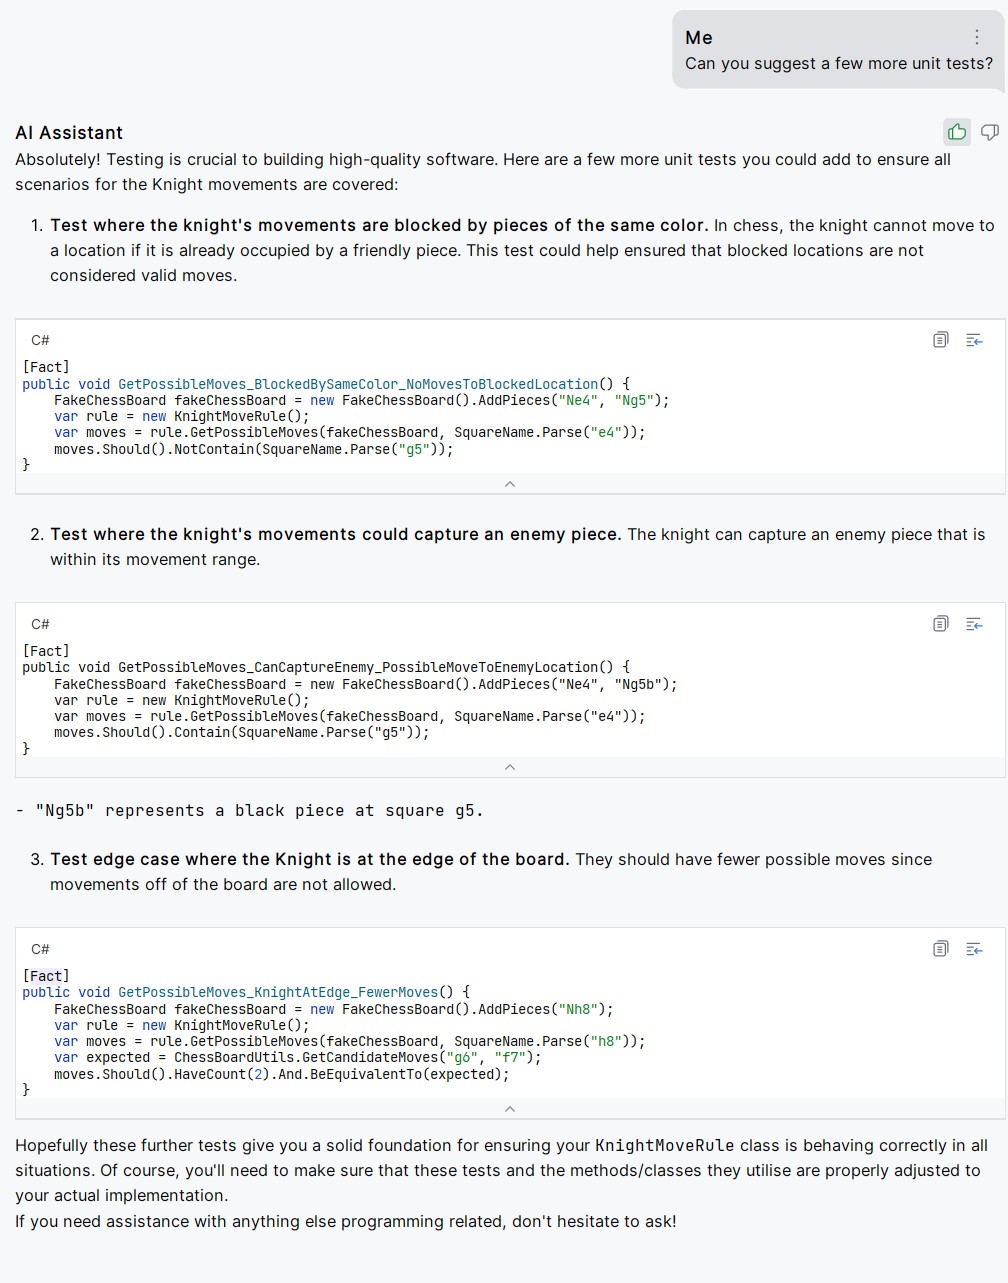 Me
Can you suggest a few more unit tests?
AI Assistant
Absolutely! Testing is crucial to building high-quality software. Here are a few more unit tests you could add to ensure all
scenarios for the Knight movements are covered:
1. Test where the knight's movements are blocked by pieces of the same color. In chess, the knight cannot move to
a location if it is already occupied by a friendly piece. This test could help ensured that blocked locations are not
considered valid moves.
C#
[Fact]
public void GetPossibleMoves_BlockedBySameColor_NoMovesToBlockedLocation() {
    FakeChessBoard fakeChessBoard = new FakeChessBoard().AddPieces("Ne4", "Ng5");
    var rule = new KnightMoveRule();
    var moves = rule.GetPossibleMoves(fakeChessBoard, SquareName.Parse("e4"));
    moves.Should().NotContain(SquareName.Parse("g5"));
}
2. Test where the knight's movements could capture an enemy piece. The knight can capture an enemy piece that is
within its movement range.
C#
[Fact]
public void GetPossibleMoves_CanCaptureEnemy_PossibleMoveToEnemyLocation() {
    FakeChessBoard fakeChessBoard = new FakeChessBoard().AddPieces("Ne4", "Ng5b");
    var rule = new KnightMoveRule();
    var moves = rule.GetPossibleMoves(fakeChessBoard, SquareName.Parse("e4"));
    moves.Should().Contain(SquareName.Parse("g5"));
}
- "Ng5b" represents a black piece at square g5.
3. Test edge case where the Knight is at the edge of the board. They should have fewer possible moves since
movements off of the board are not allowed.
C#
[Fact]
public void GetPossibleMoves_KnightAtEdge_FewerMoves() {
    FakeChessBoard fakeChessBoard = new FakeChessBoard().AddPieces("Nh8");
    var rule = new KnightMoveRule();
    var moves = rule.GetPossibleMoves(fakeChessBoard, SquareName.Parse("h8"));
    var expected = ChessBoardUtils.GetCandidateMoves("g6", "f7");
    moves.Should().HaveCount(2).And.BeEquivalentTo(expected);
}
Hopefully these further tests give you a solid foundation for ensuring your KnightMoveRule class is behaving correctly in all
situations. Of course, you'll need to make sure that these tests and the methods/classes they utilise are properly adjusted to
your actual implementation.
If you need assistance with anything else programming related, don't hesitate to ask!